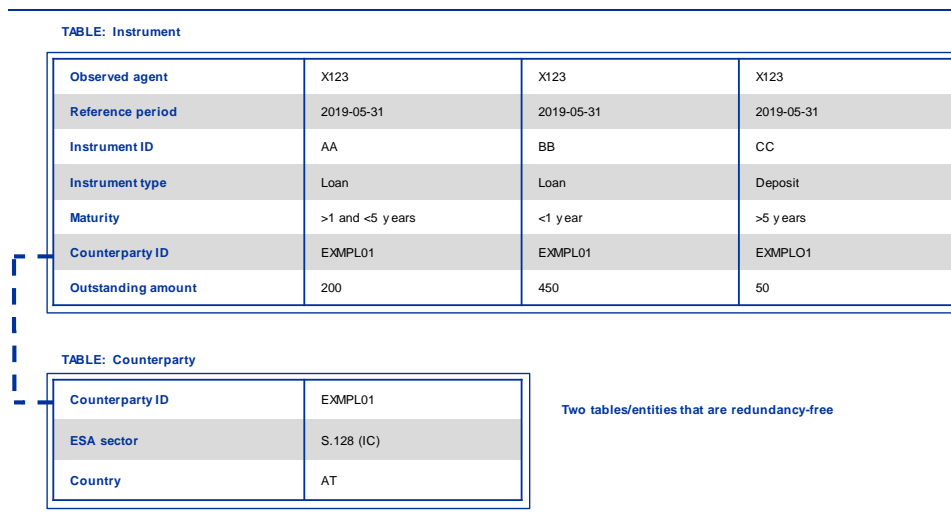 TABLE: Instrument
Observed agent X123 X123 X123
Reference period 2019-05-31 2019-05-31 2019-05-31
Instrument ID AA BB CC
Instrument type Loan Loan Deposit
Maturity >1 and <5 years <1 year >5 years
Counterparty ID EXMPL01 EXMPL01 EXMPLO1
Outstanding amount 200 450 50
TABLE: Counterparty
Counterparty ID EXMPL01
Two tables/entities that are redundancy-free
ESA sector S.128 (IC)
Country AT